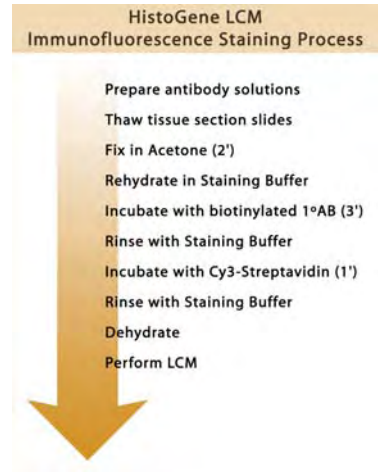 HistoGene LCM
Immunofluorescence Staining Process
Prepare antibody solutions
Thaw tissue section slides
Fix in Acetone (2')
Rehydrate in Staining Buffer
Incubate with biotinylated 1ºAB (3')
Rinse with Staining Buffer
Incubate with Cy3-Streptavidin (1')
Rinse with Staining Buffer
Dehydrate
Perform LCM